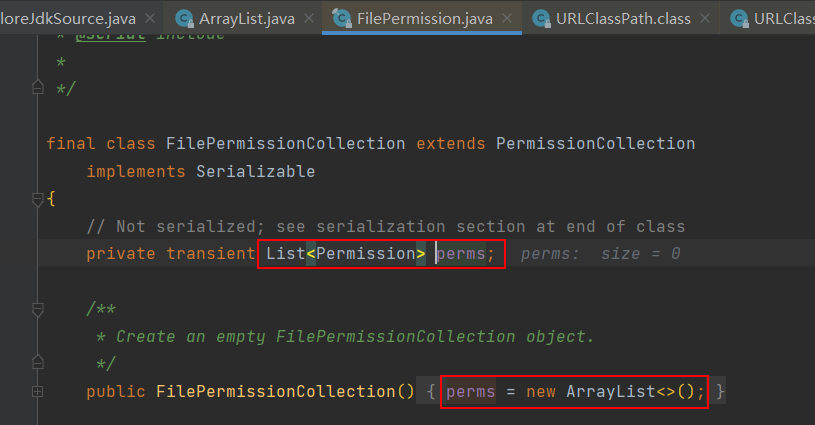 loreJdkSource.java × ArrayList.java × FilePermission.java × URLClassPath.class × URLClass
* @serial include
*
*/
final class FilePermissionCollection extends PermissionCollection
implements Serializable
{
// Not serialized; see serialization section at end of class
private transient List<Permission> perms; perms: size = 0
/**
* Create an empty FilePermissionCollection object.
*/
public FilePermissionCollection() { perms = new ArrayList<>(); }